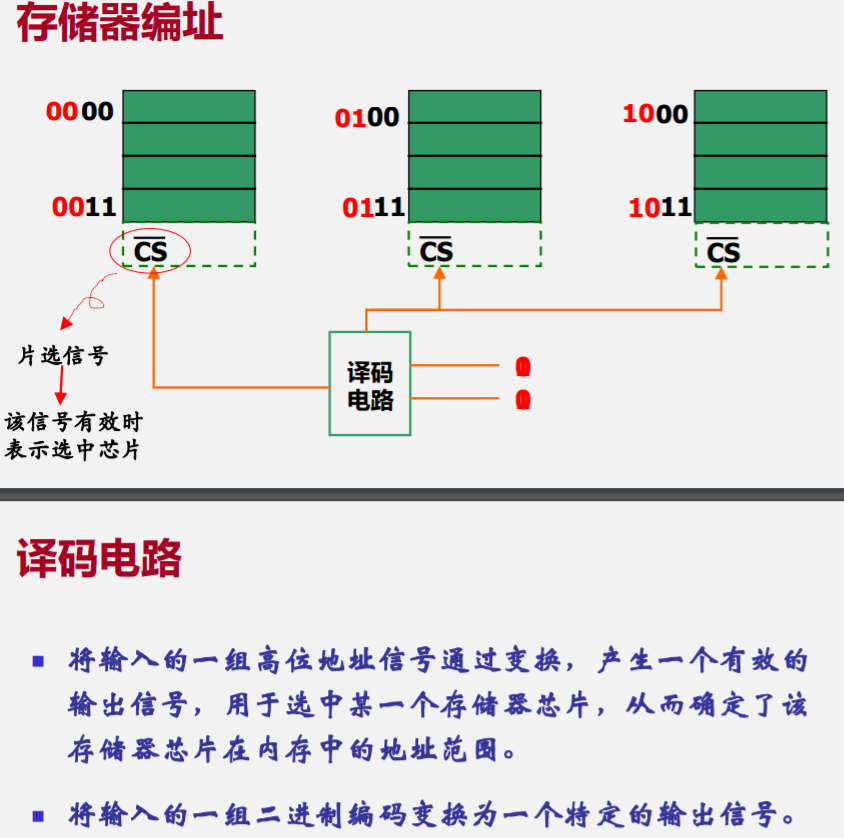 存储器编址
0000
0100
1000
0011
0111
1011
CS
CS
CS
片选信号
译码
电路
该信号有效时
表示选中芯片
译码电路
将输入的一组高位地址信号通过变换，产生一个有效的
输出信号，用于选中某一个存储器芯片，从而确定了该
存储器芯片在内存中的地址范围。
将输入的一组二进制编码变换为一个特定的输出信号。